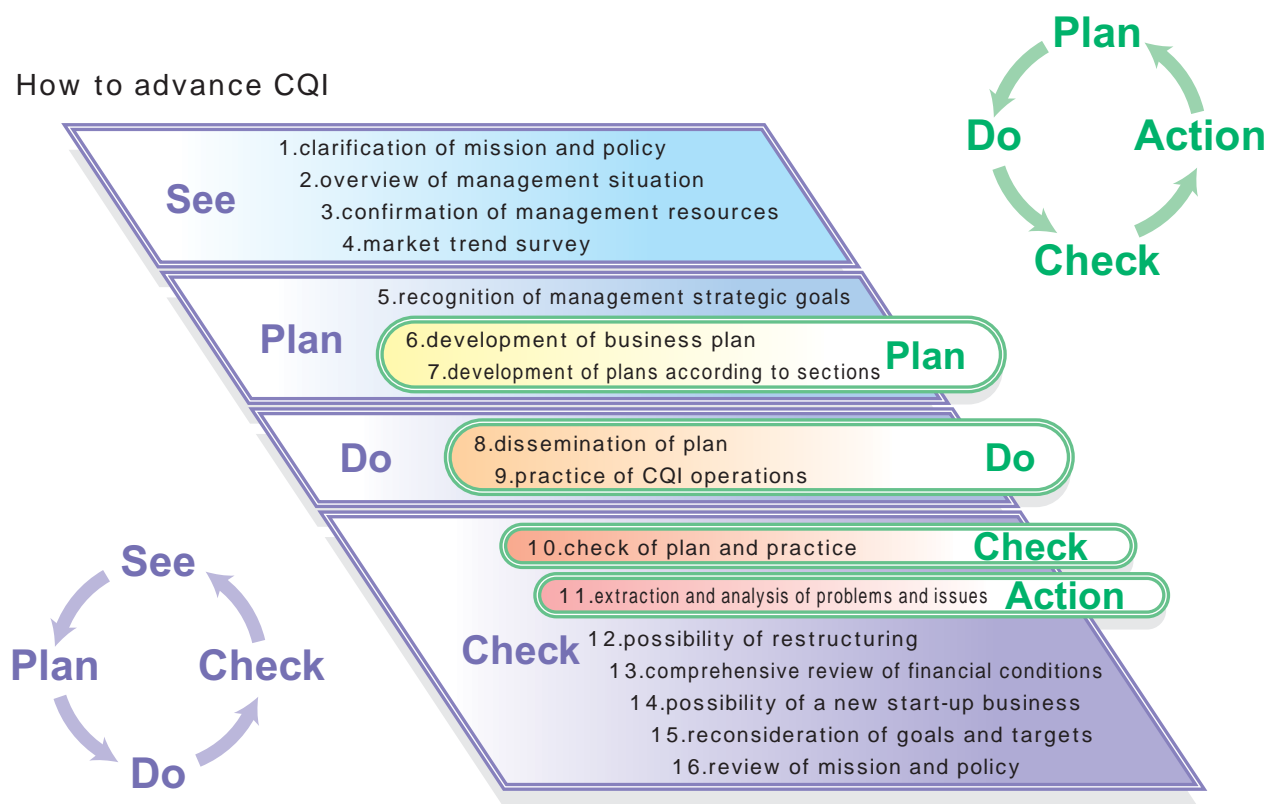 How to advance CQI
Plan
Do
Action
Check
See
1.clarification of mission and policy
2.overview of management situation
3.confirmation of management resources
4.market trend survey
Plan
5.recognition of management strategic goals
6.development of business plan
7.development of plans according to sections
Plan
Do
8.dissemination of plan
9.practice of CQI operations
Do
10.check of plan and practice
Check
11.extraction and analysis of problems and issues
Action
Check
12.possibility of restructuring
13.comprehensive review of financial conditions
14.possibility of a new start-up business
15.reconsideration of goals and targets
16.review of mission and policy
See
Plan
Check
Do